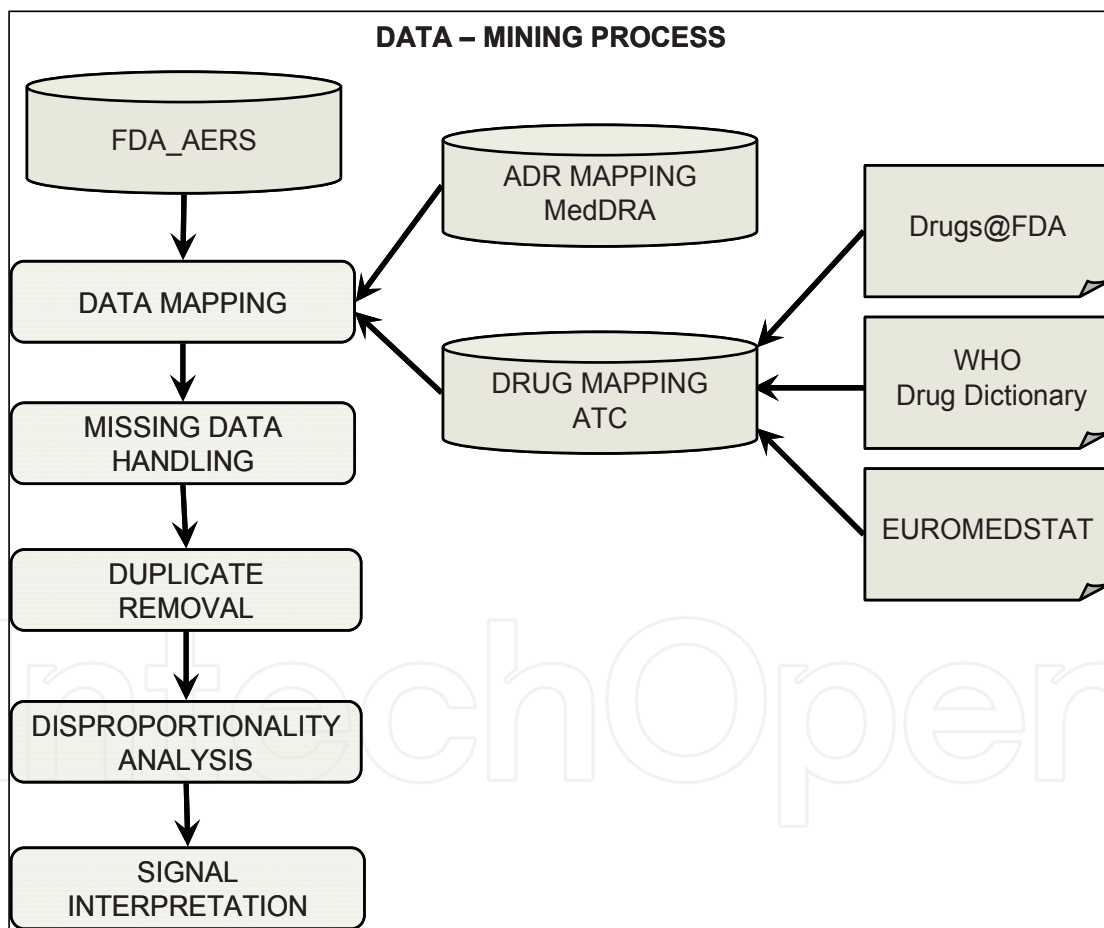 DATA – MINING PROCESS
FDA_AERS
ADR MAPPING
MedDRA
Drugs@FDA
DATA MAPPING
DRUG MAPPING
ATC
WHO
Drug Dictionary
MISSING DATA
HANDLING
EUROMEDSTAT
DUPLICATE
REMOVAL
DISPROPORTIONALITY
ANALYSIS
SIGNAL
INTERPRETATION
IntechOpen